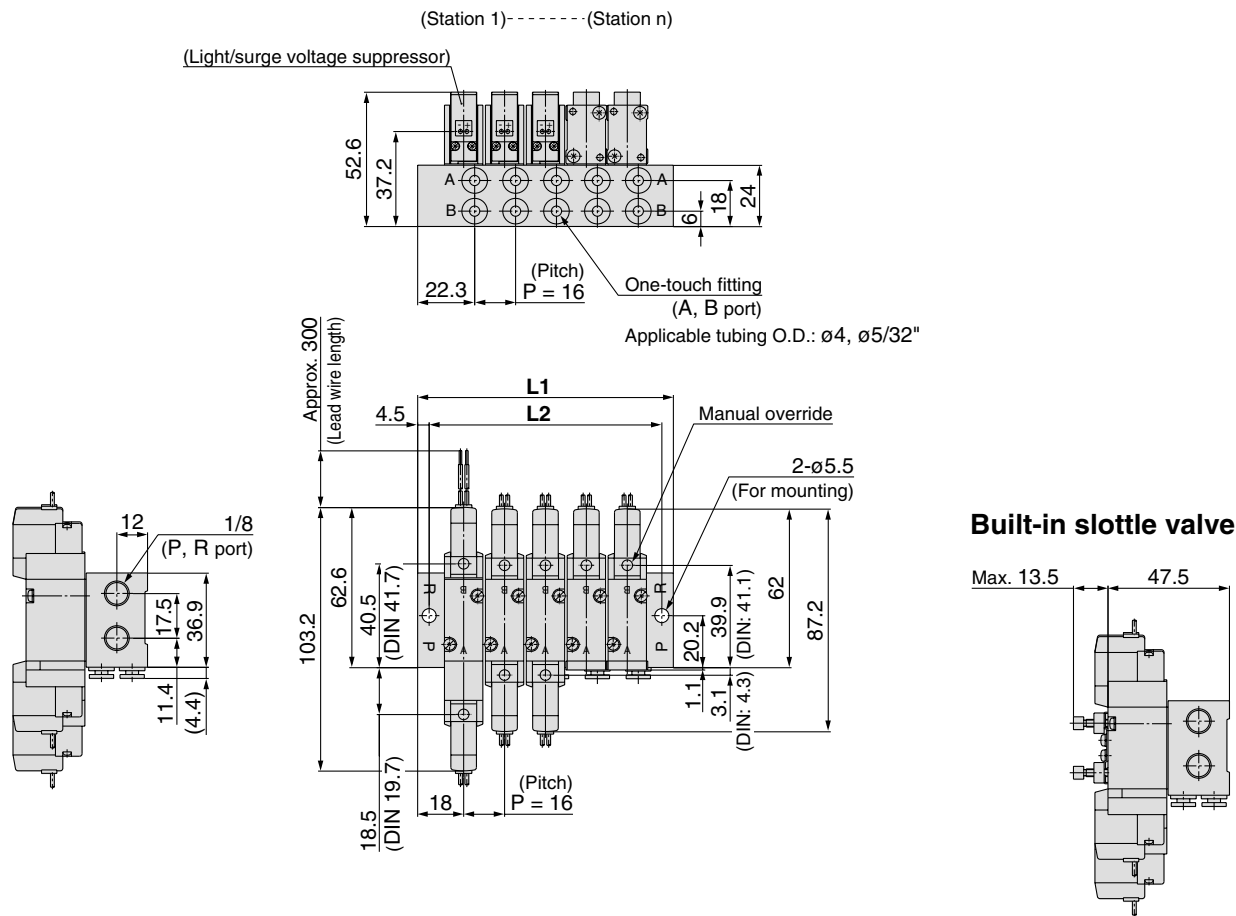 (Station 1)- - - - - - - (Station n)
(Light/surge voltage suppressor)
52.6
37.2
A
A
B
B
6
18
24
22.3
(Pitch)
P = 16
One-touch fitting
(A, B port)
Applicable tubing O.D.: ø4, ø5/32"
Approx. 300
(Lead wire length)
L1
4.5
L2
Manual override
2-ø5.5
(For mounting)
12
1/8
(P, R port)
17.5
36.9
11.4
(4.4)
103.2
62.6
40.5
(DIN 41.7)
R
P
B
A
B
A
B
A
B
A
B
A
R
P
20.2
39.9
(DIN: 41.1)
62
87.2
1.1
3.1
(DIN: 4.3)
18.5
(DIN 19.7)
18
(Pitch)
P = 16
Built-in slottle valve
Max. 13.5
47.5